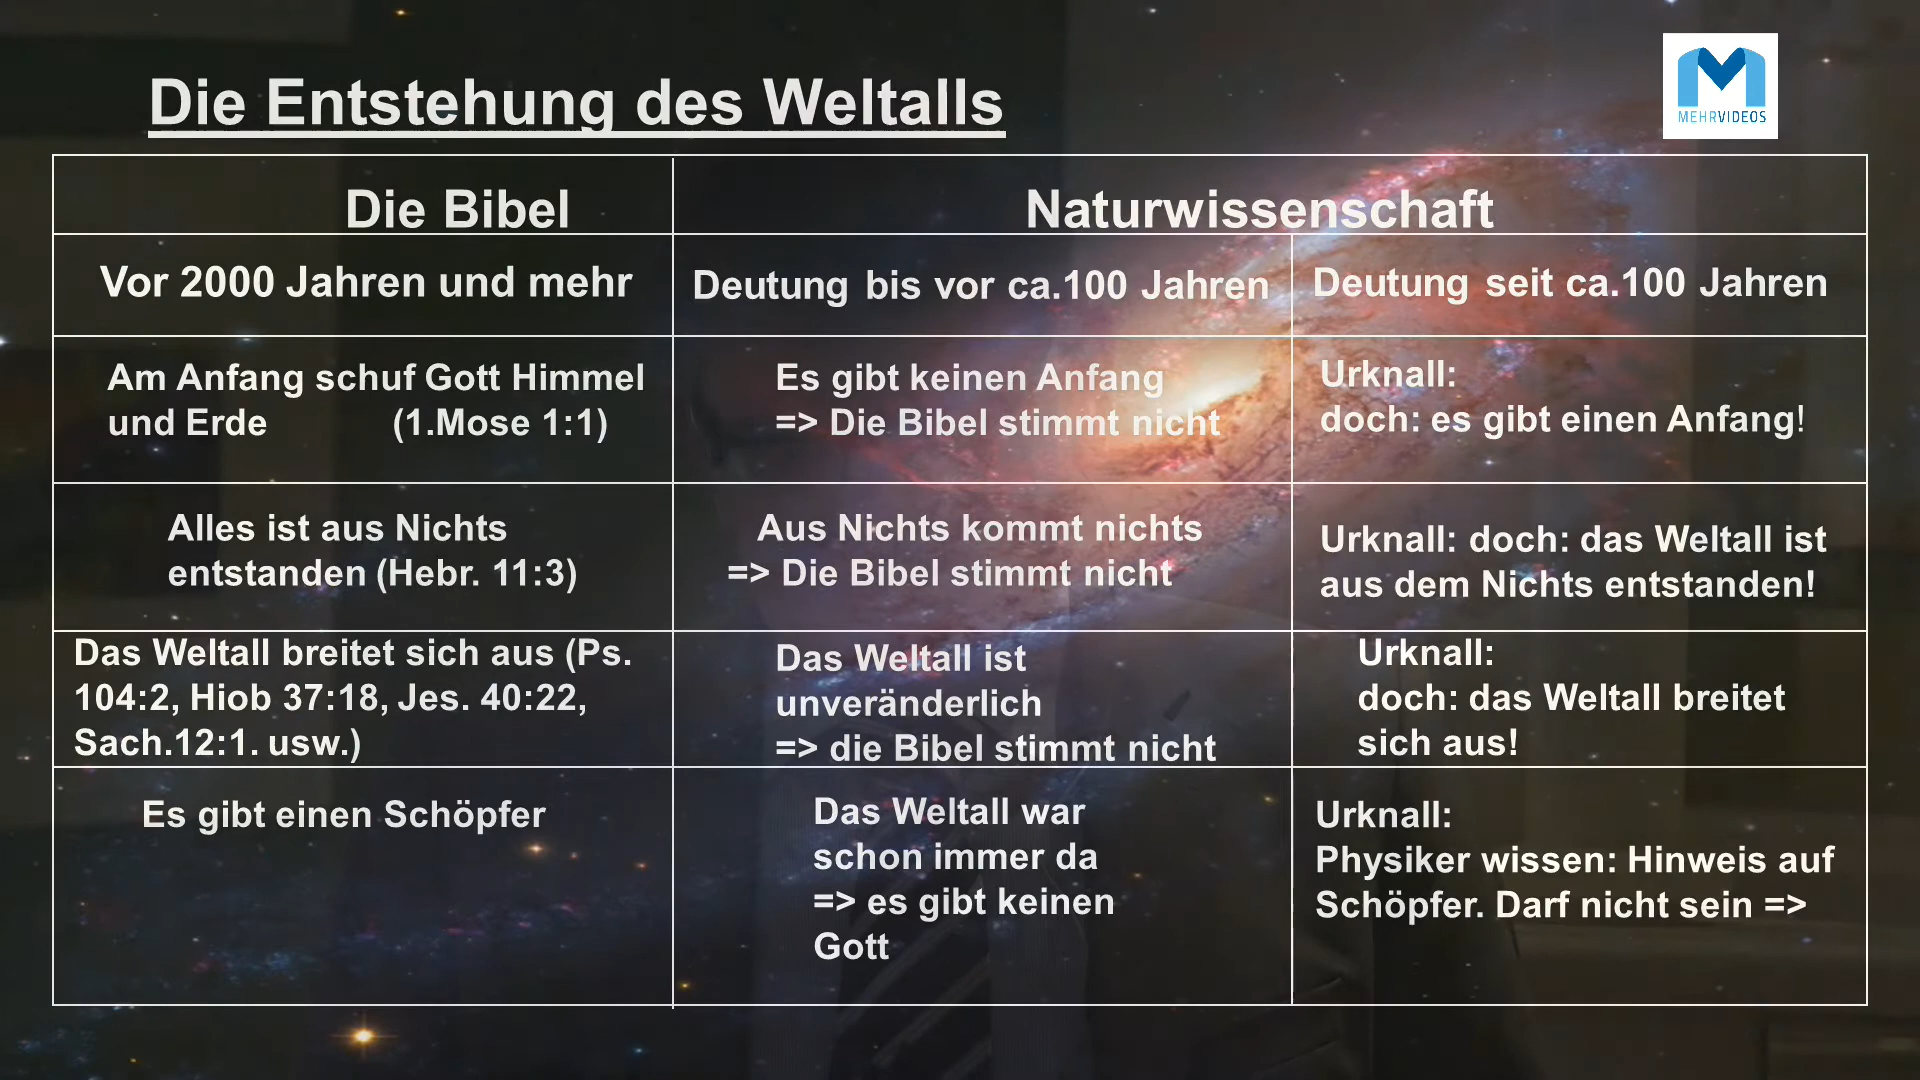 Die Entstehung des Weltalls
MEHRVIDEOS
Die Bibel
Naturwissenschaft
Vor 2000 Jahren und mehr
Deutung bis vor ca.100 Jahren
Deutung seit ca.100 Jahren
Am Anfang schuf Gott Himmel
und Erde (1.Mose 1:1)
Es gibt keinen Anfang
=> Die Bibel stimmt nicht
Urknall:
doch: es gibt einen Anfang!
Alles ist aus Nichts
entstanden (Hebr. 11:3)
Aus Nichts kommt nichts
=> Die Bibel stimmt nicht
Urknall: doch: das Weltall ist
aus dem Nichts entstanden!
Das Weltall breitet sich aus (Ps.
104:2, Hiob 37:18, Jes. 40:22,
Sach.12:1. usw.)
Das Weltall ist
unveränderlich
=> die Bibel stimmt nicht
Urknall:
doch: das Weltall breitet
sich aus!
Es gibt einen Schöpfer
Das Weltall war
schon immer da
=> es gibt keinen
Gott
Urknall:
Physiker wissen: Hinweis auf
Schöpfer. Darf nicht sein =>